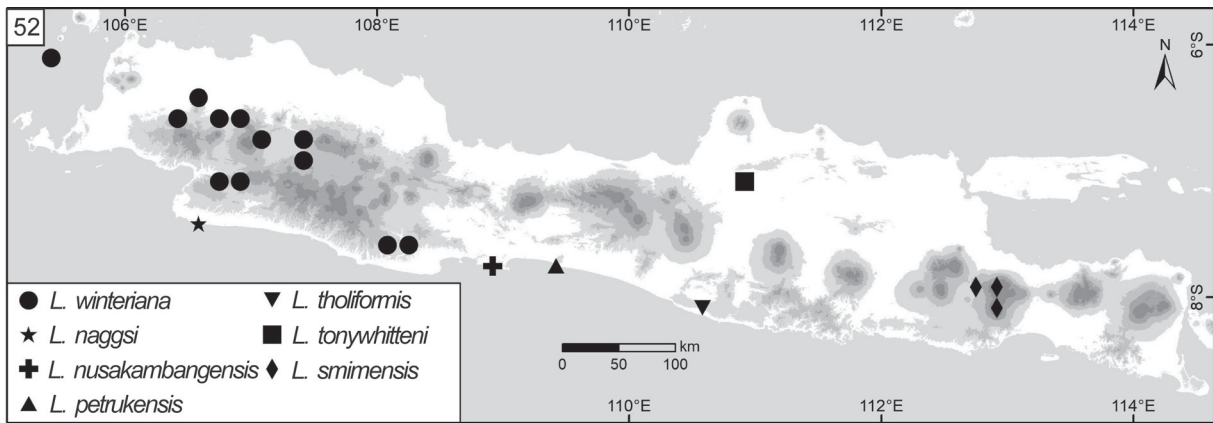 52
106°E 108°E 110°E 112°E 114°E
6°S
N
8°S
L. winteriana
L. naggsi
L. nusakambangensis
L. petrukensis
L. tholiformis
L. tonywhitteni
L. smimensis
km
0 50 100
110°E 112°E 114°E